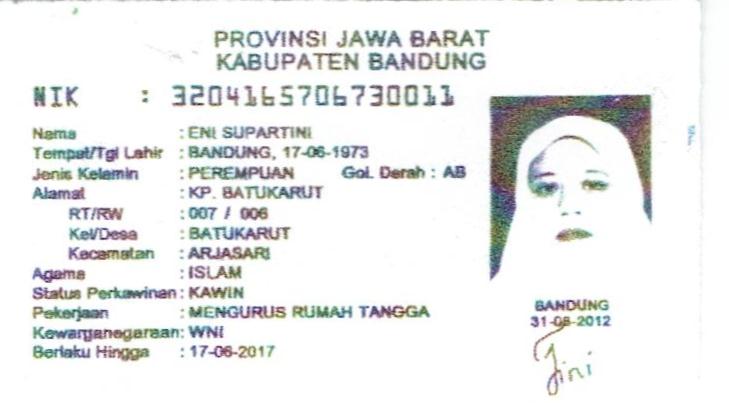 PROVINSI JAWA BARAT
KABUPATEN BANDUNG
NIK : 3204165706730011
Nama : ENI SUPARTINI
Tempat/Tgl Lahir : BANDUNG, 17-06-1973
Jenis Kelamin : PEREMPUAN Gol. Darah : AB
Alamat : KP. BATUKARUT
RT/RW : 007 / 006
Kel/Desa : BATUKARUT
Kecamatan : ARJASARI
Agama : ISLAM
Status Perkawinan : KAWIN
Pekerjaan : MENGURUS RUMAH TANGGA
Kewarganegaraan: WNI
Berlaku Hingga : 17-06-2017
BANDUNG
31-08-2012